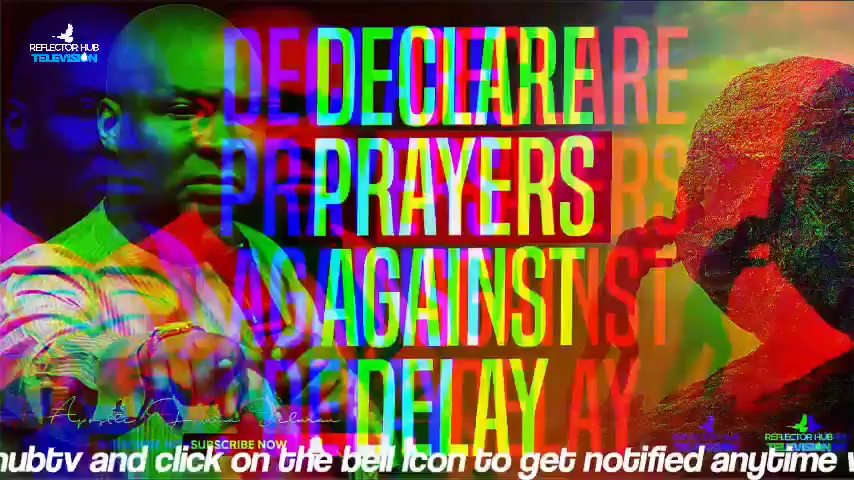 REFLECTOR HUB
TELEVISION
DECLARE
PRAYERS
AGAINST
DELAY
SUBSCRIBE NOW
REFLECTOR HUB
TELEVISION
hubtv and click on the bell icon to get notified anytime